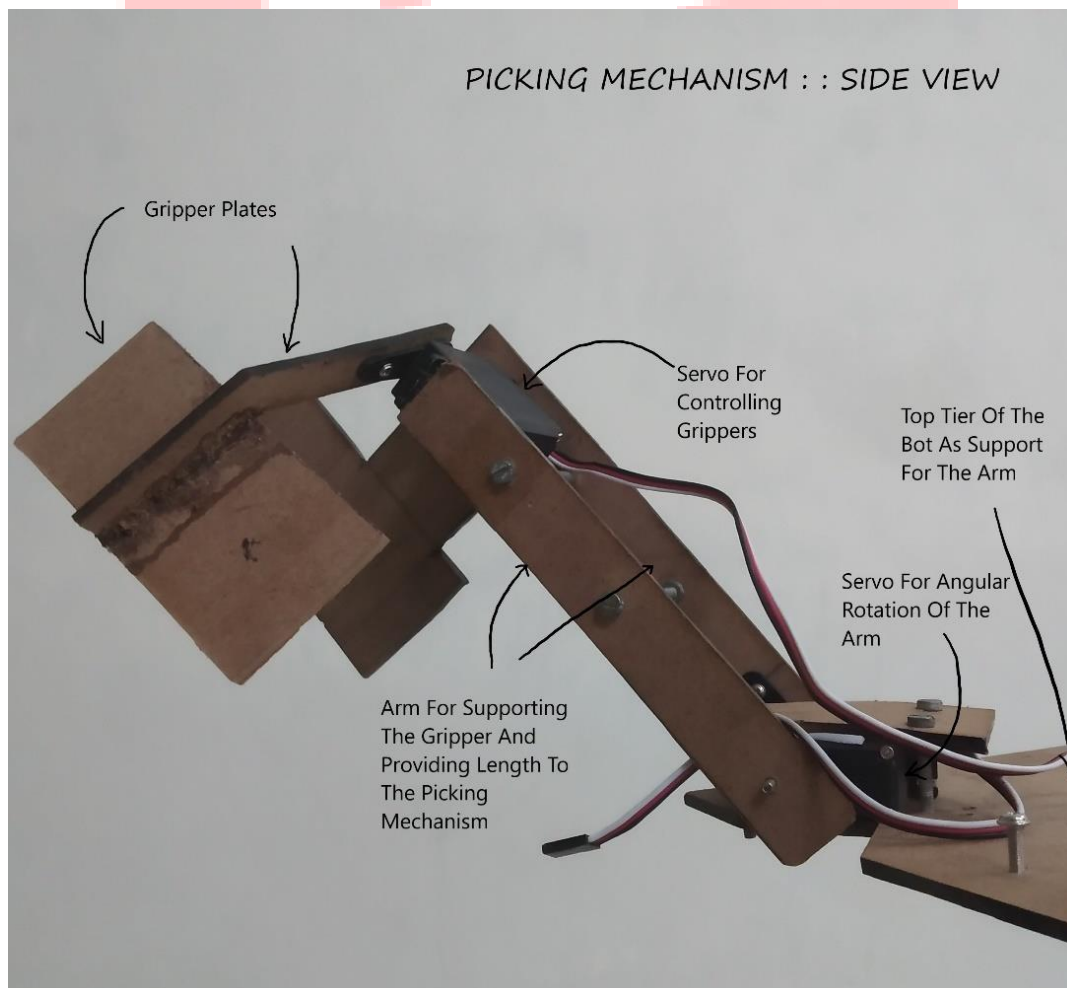 PICKING MECHANISM : : SIDE VIEW
Gripper Plates
Servo For
Controlling
Grippers
Top Tier Of The
Bot As Support
For The Arm
Servo For Angular
Rotation Of The
Arm
Arm For Supporting
The Gripper And
Providing Length To
The Picking
Mechanism